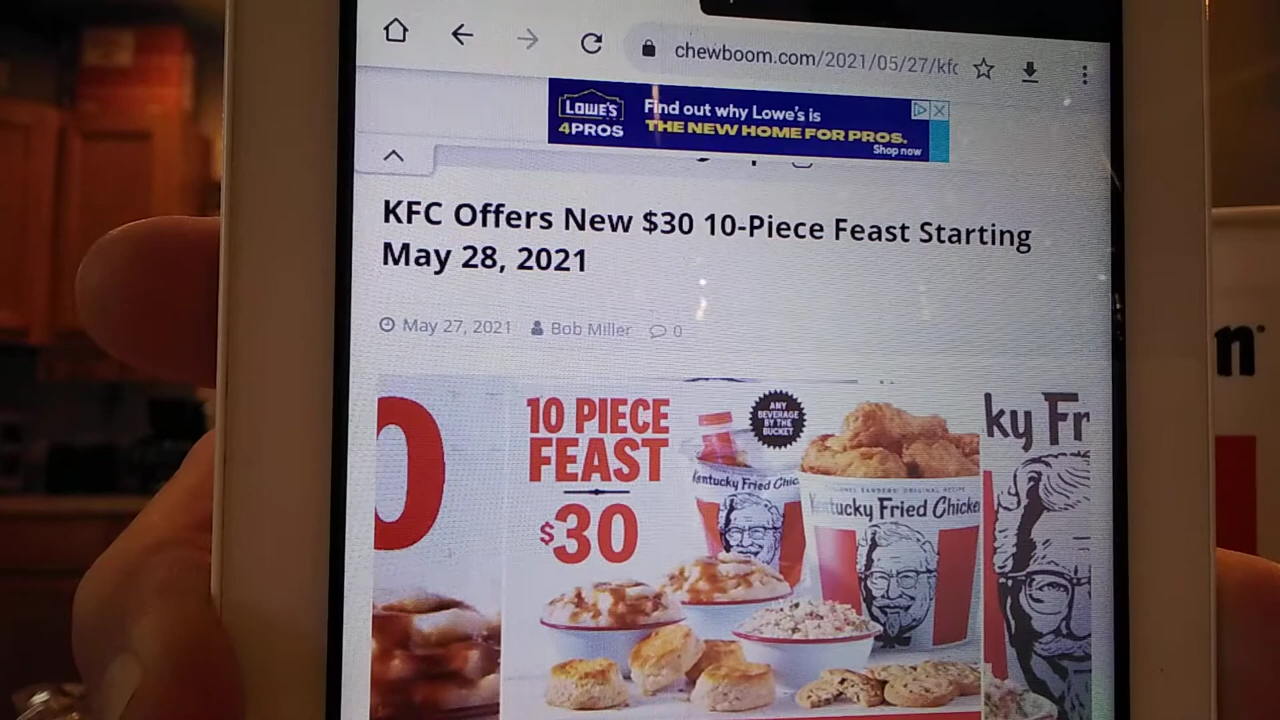 chewboom.com/2021/05/27/kfc
LOWE'S
4PROS
Find out why Lowe's is
THE NEW HOME FOR PROS.
Shop now
KFC Offers New $30 10-Piece Feast Starting
May 28, 2021
May 27, 2021 Bob Miller 0
10 PIECE
FEAST
$30
ANY
BEVERAGE
BY THE
BUCKET
Kentucky Fried Chic
Kentucky Fried Chicke
ky Fr
0
n